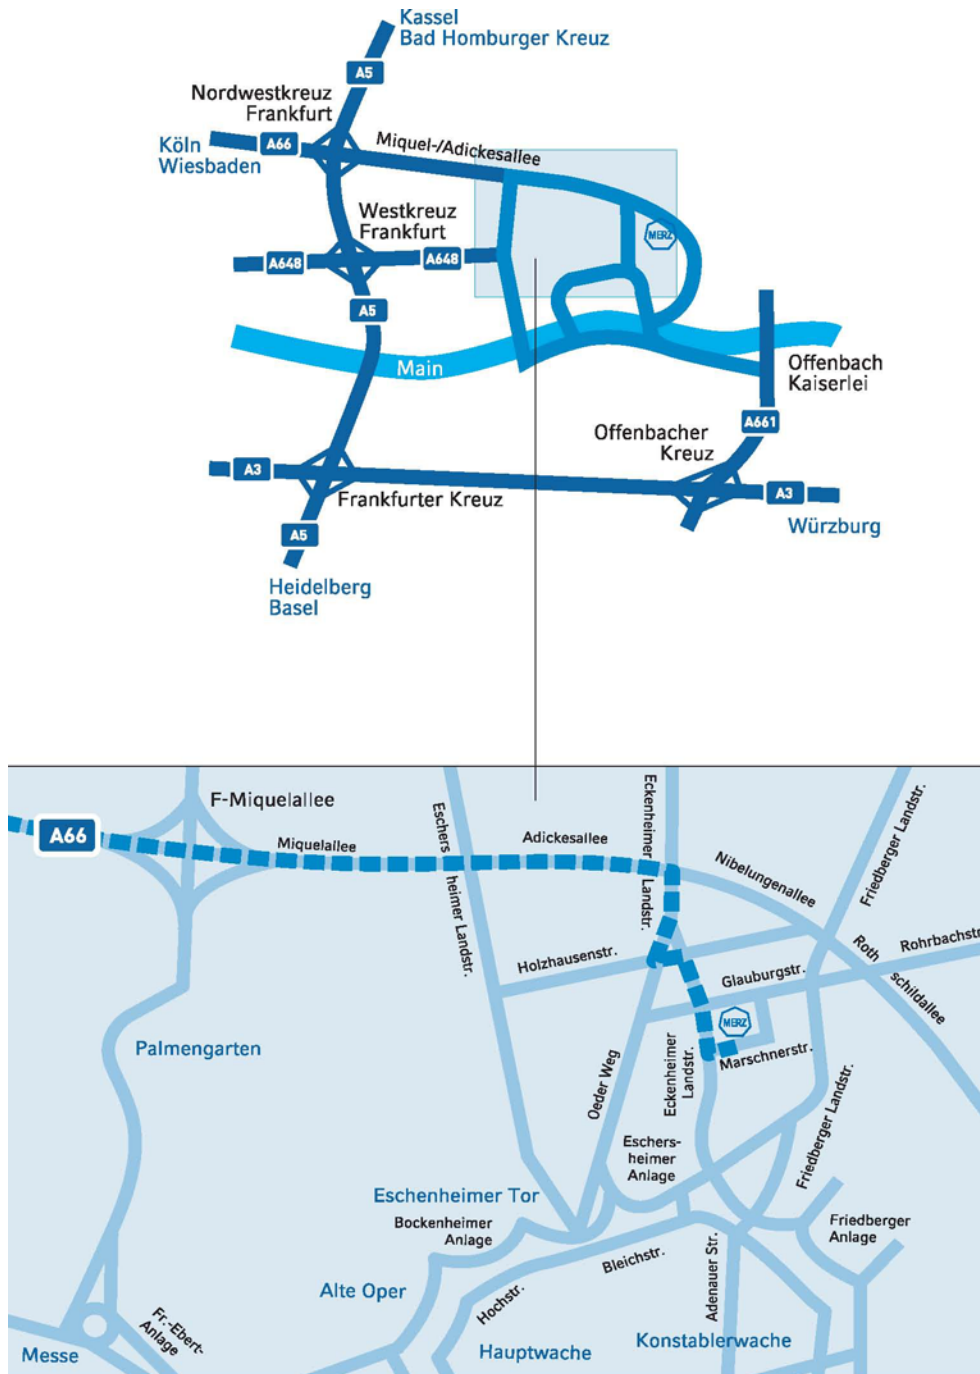 Kassel
Bad Homburger Kreuz
A5
Nordwestkreuz
Frankfurt
A66
Miquel-/Adickesallee
Köln
Wiesbaden
Westkreuz
Frankfurt
MERZ
A648
A648
A5
Main
Offenbach
Kaiserlei
A661
Offenbacher
Kreuz
A3
Frankfurter Kreuz
A3
A5
Würzburg
Heidelberg
Basel
F-Miquelallee
A66
Miquelallee
Eschers
heimer Landstr.
Adickesallee
Eckenheimer
Landstr.
Nibelungenallee
Friedberger Landstr.
Holzhausenstr.
Roth
schildallee
Rohrbachstr
Glauburgstr.
MERZ
Palmengarten
Oeder Weg
Eckenheimer
Landstr.
Marschnerstr.
Friedberger Landstr.
Eschers-
heimer
Anlage
Eschenheimer Tor
Bockenheimer
Anlage
Friedberger
Anlage
Bleichstr.
Adenauer Str.
Alte Oper
Hochstr.
Fr.-Ebert-
Anlage
Messe
Hauptwache
Konstablerwache